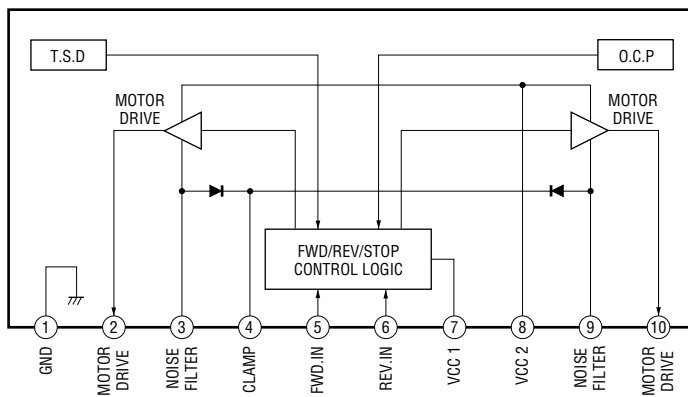 T.S.D
O.C.P
MOTOR
DRIVE
MOTOR
DRIVE
FWD/REV/STOP
CONTROL LOGIC
1
2
3
4
5
6
7
8
9
10
GND
MOTOR
DRIVE
NOISE
FILTER
CLAMP
FWD.IN
REV.IN
VCC 1
VCC 2
NOISE
FILTER
MOTOR
DRIVE